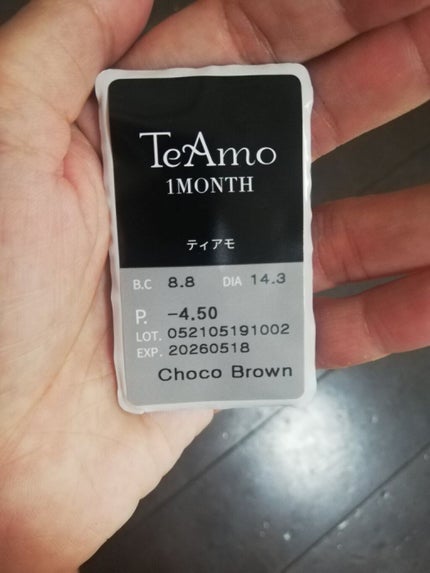 TeAmo
1MONTH
ティアモ
B.C 8.8 DIA 14.3
P. -4.50
LOT. 052105191002
EXP. 20260518
Choco Brown